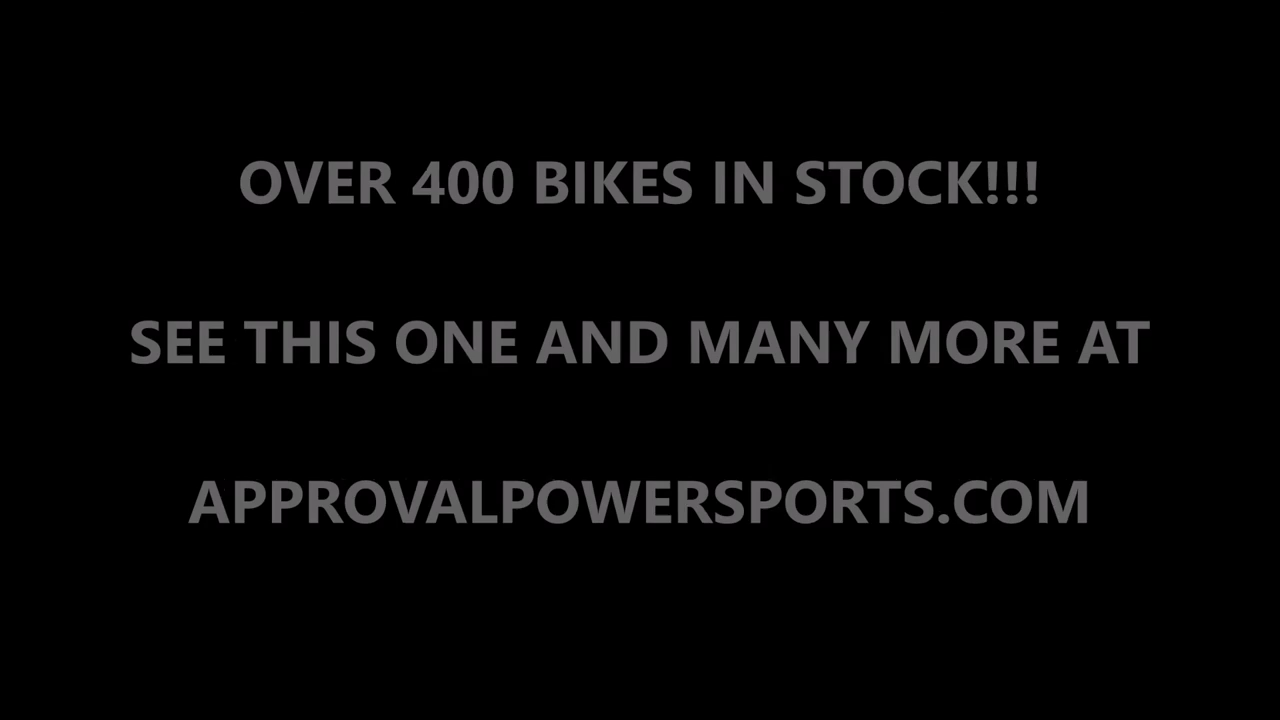 OVER 400 BIKES IN STOCK!!!
SEE THIS ONE AND MANY MORE AT
APPROVALPOWERSPORTS.COM